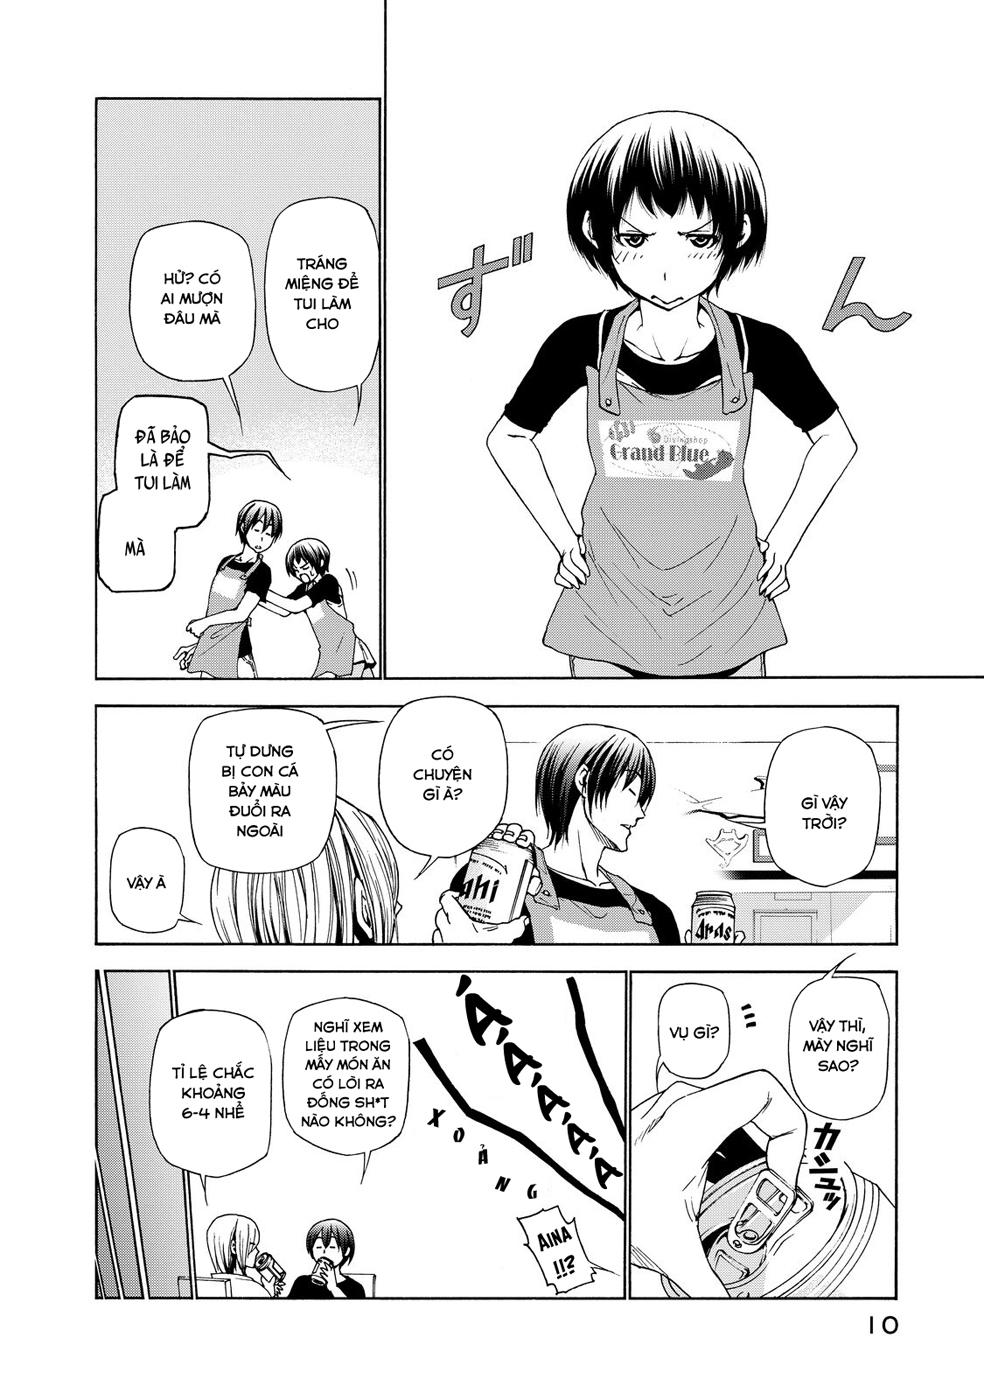 ず
ん
Divingshop
Grand Blue
TRÁNG
MIỆNG ĐỂ
TUI LÀM
CHO
HỬ? CÓ
AI MƯỢN
ĐÂU MÀ
ĐÃ BẢO
LÀ ĐỂ
TUI LÀM
MÀ
GÌ VẬY
TRỜI?
CÓ
CHUYỆN
GÌ À?
TỰ DƯNG
BỊ CON CÁ
BẢY MÀU
ĐUỔI RA
NGOÀI
VẬY À
ahi
VẬY THÌ,
MÀY NGHĨ
SAO?
VỤ GÌ?
カシュッ
Á,Á,Á,Á,Á,Á,Á
XOẢNG
AINA
!!?
NGHĨ XEM
LIỆU TRONG
MẤY MÓN ĂN
CÓ LÒI RA
ĐỐNG SH*T
NÀO KHÔNG?
TỈ LỆ CHẮC
KHOẢNG
6-4 NHỂ
10